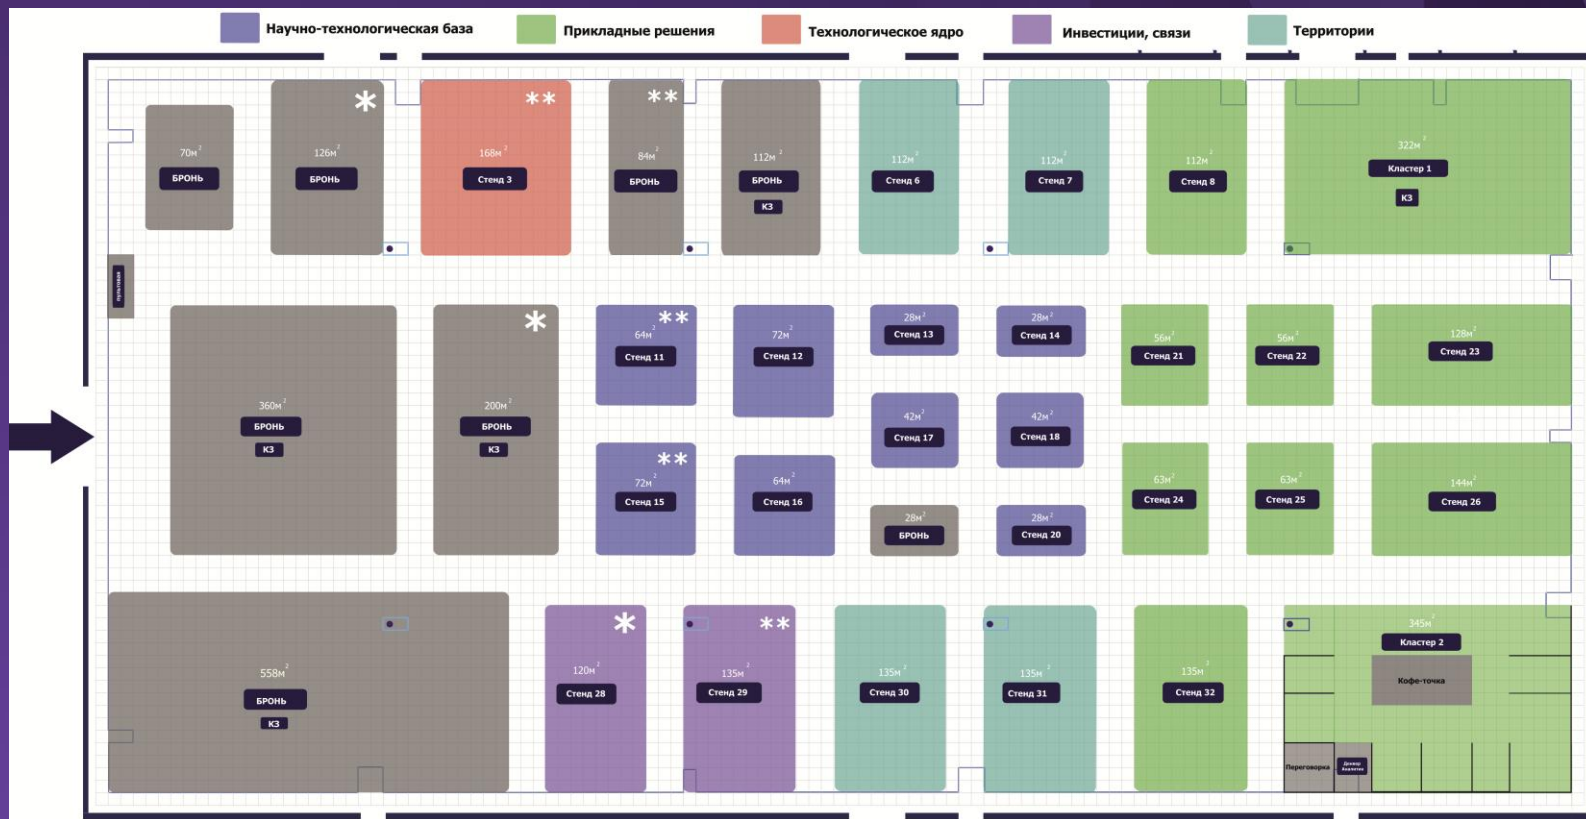 Научно-технологическая база
Прикладные решения
Технологическое ядро
Инвестиции, связи
Территории
70м²
БРОНЬ
*
126м²
БРОНЬ
**
168м²
Стенд 3
**
84м²
БРОНЬ
112м²
БРОНЬ
КЗ
112м²
Стенд 6
112м²
Стенд 7
112м²
Стенд 8
322м²
Кластер 1
КЗ
пультовая
360м²
БРОНЬ
КЗ
*
200м²
БРОНЬ
КЗ
**
64м²
Стенд 11
72м²
Стенд 12
28м²
Стенд 13
28м²
Стенд 14
56м²
Стенд 21
56м²
Стенд 22
128м²
Стенд 23
**
72м²
Стенд 15
64м²
Стенд 16
42м²
Стенд 17
42м²
Стенд 18
28м²
БРОНЬ
28м²
Стенд 20
63м²
Стенд 24
63м²
Стенд 25
144м²
Стенд 26
558м²
БРОНЬ
КЗ
*
120м²
Стенд 28
**
135м²
Стенд 29
135м²
Стенд 30
135м²
Стенд 31
135м²
Стенд 32
345м²
Кластер 2
Кофе-точка
Переговорка